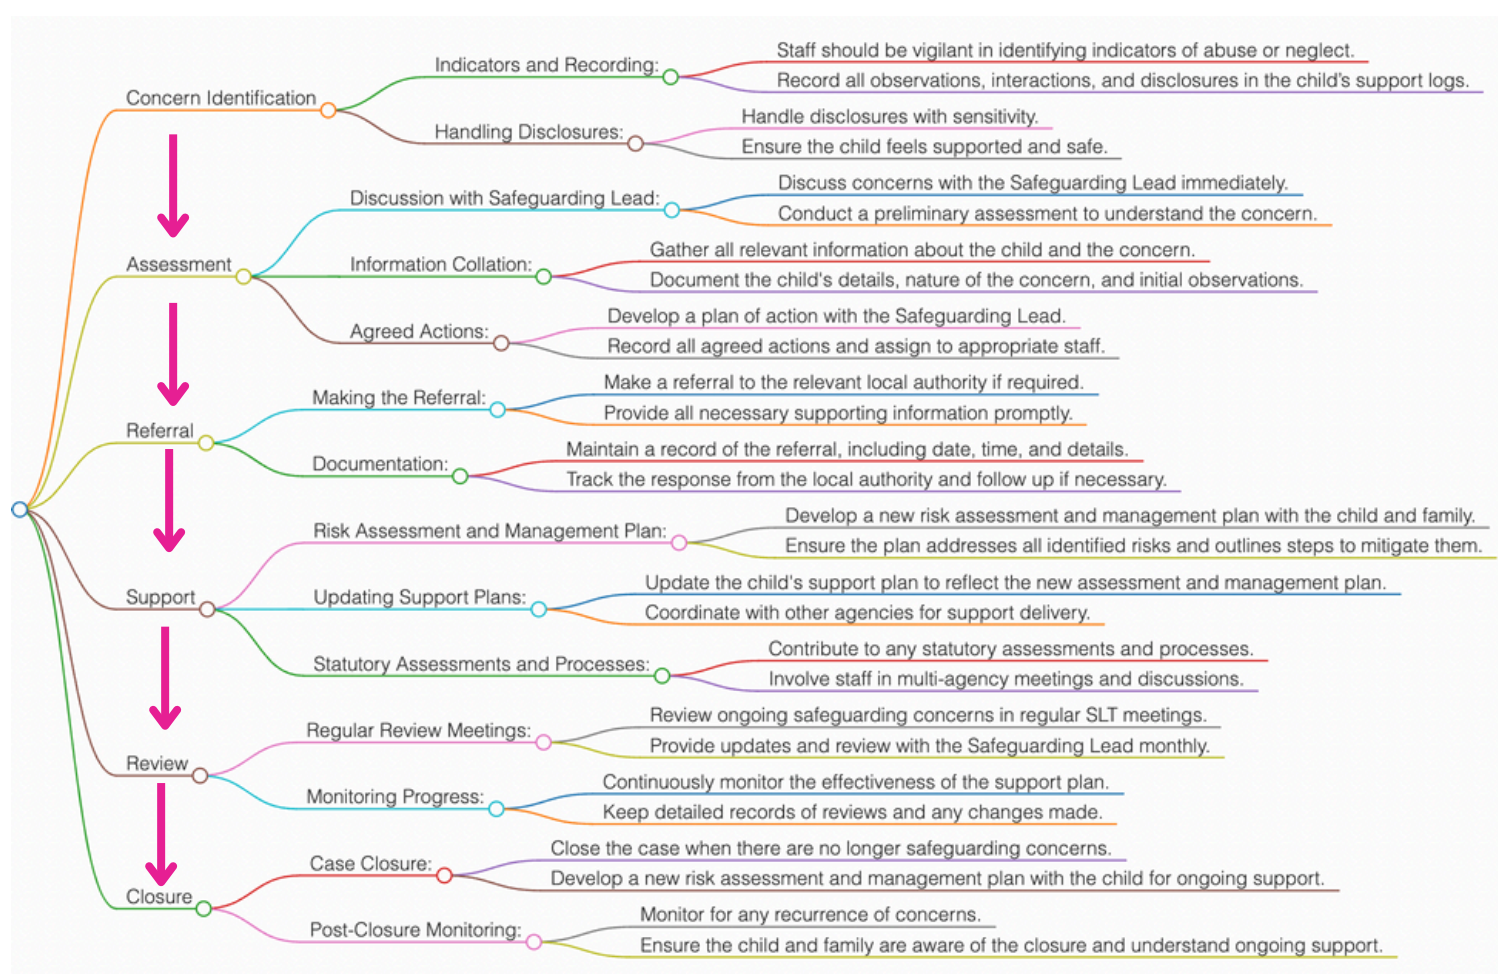 Concern Identification
Indicators and Recording:
Staff should be vigilant in identifying indicators of abuse or neglect.
Record all observations, interactions, and disclosures in the child's support logs.
Handling Disclosures:
Handle disclosures with sensitivity.
Ensure the child feels supported and safe.
Assessment
Discussion with Safeguarding Lead:
Discuss concerns with the Safeguarding Lead immediately.
Conduct a preliminary assessment to understand the concern.
Information Collation:
Gather all relevant information about the child and the concern.
Document the child's details, nature of the concern, and initial observations.
Agreed Actions:
Develop a plan of action with the Safeguarding Lead.
Record all agreed actions and assign to appropriate staff.
Referral
Making the Referral:
Make a referral to the relevant local authority if required.
Provide all necessary supporting information promptly.
Documentation:
Maintain a record of the referral, including date, time, and details.
Track the response from the local authority and follow up if necessary.
Support
Risk Assessment and Management Plan:
Develop a new risk assessment and management plan with the child and family.
Ensure the plan addresses all identified risks and outlines steps to mitigate them.
Updating Support Plans:
Update the child's support plan to reflect the new assessment and management plan.
Coordinate with other agencies for support delivery.
Statutory Assessments and Processes:
Contribute to any statutory assessments and processes.
Involve staff in multi-agency meetings and discussions.
Review
Regular Review Meetings:
Review ongoing safeguarding concerns in regular SLT meetings.
Provide updates and review with the Safeguarding Lead monthly.
Monitoring Progress:
Continuously monitor the effectiveness of the support plan.
Keep detailed records of reviews and any changes made.
Closure
Case Closure:
Close the case when there are no longer safeguarding concerns.
Develop a new risk assessment and management plan with the child for ongoing support.
Post-Closure Monitoring:
Monitor for any recurrence of concerns.
Ensure the child and family are aware of the closure and understand ongoing support.